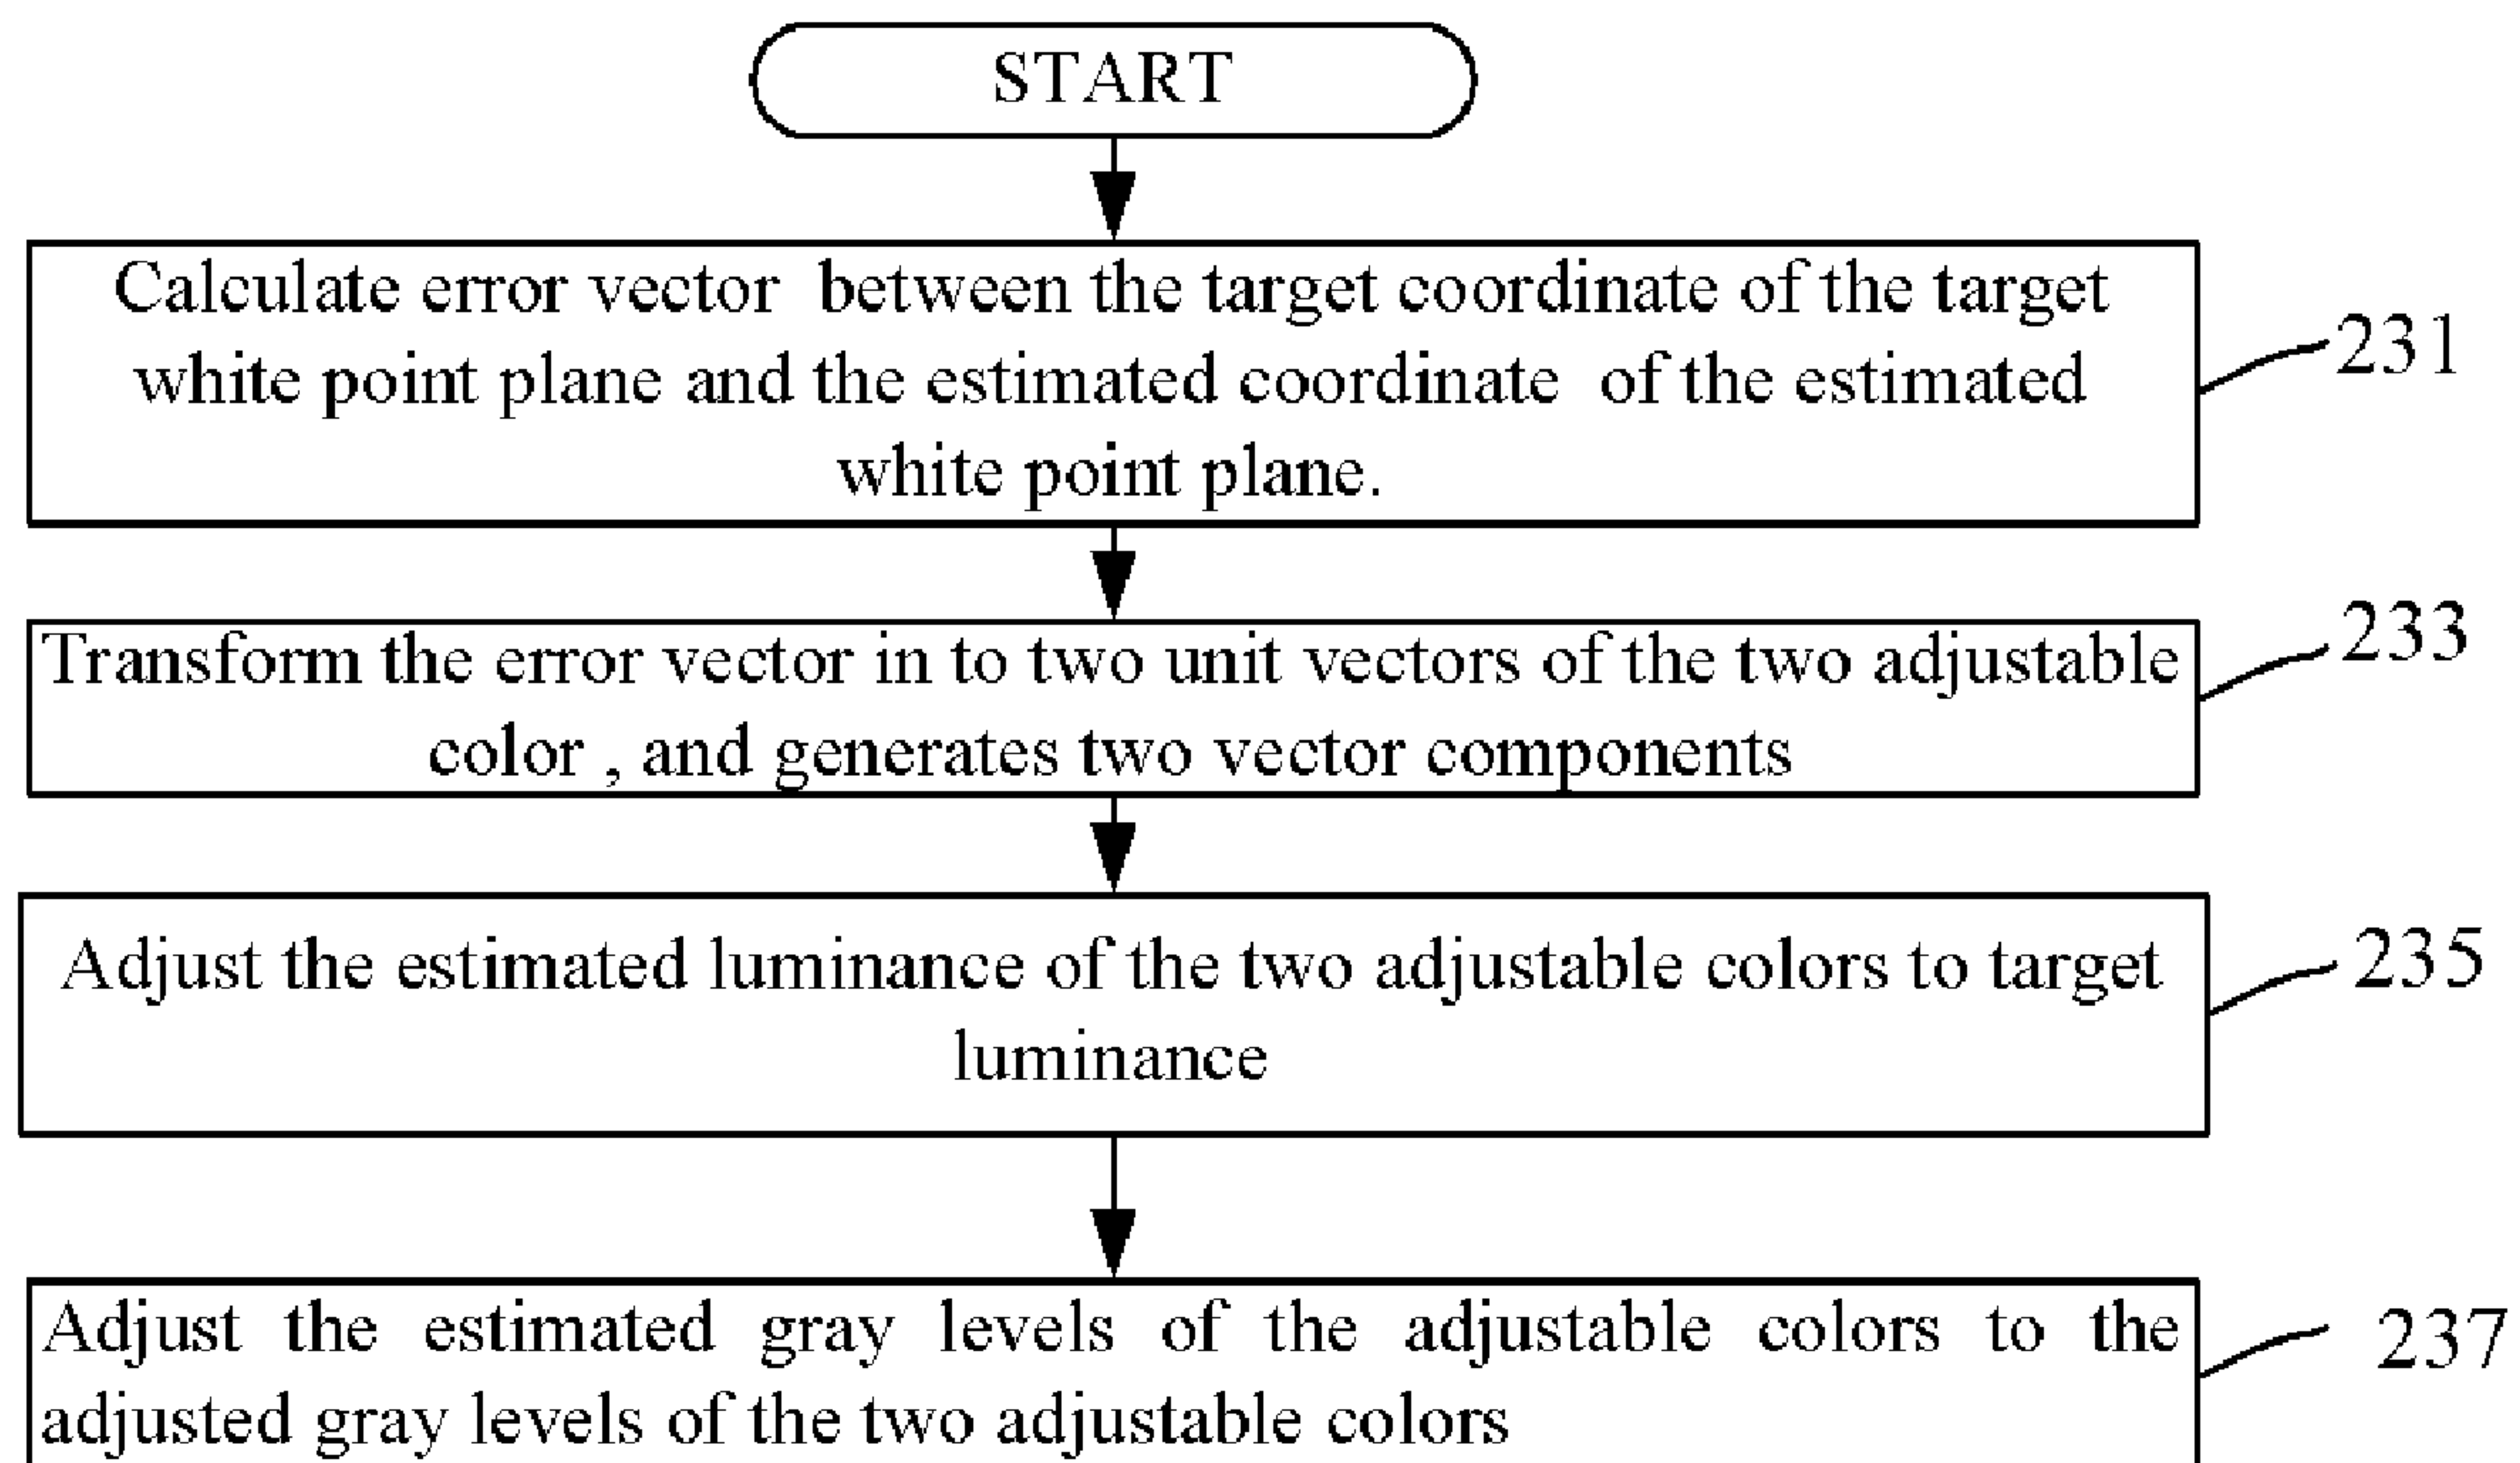 START
Calculate error vector between the target coordinate of the target
white point plane and the estimated coordinate of the estimated
white point plane.
231
Transform the error vector in to two unit vectors of the two adjustable
color , and generates two vector components
233
Adjust the estimated luminance of the two adjustable colors to target
luminance
235
Adjust the estimated gray levels of the adjustable colors to the
adjusted gray levels of the two adjustable colors
237